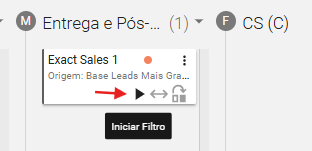 M Entrega e Pós-... (1) F CS (C)
Exact Sales 1
Origem: Base Leads Mais Gra...
Iniciar Filtro